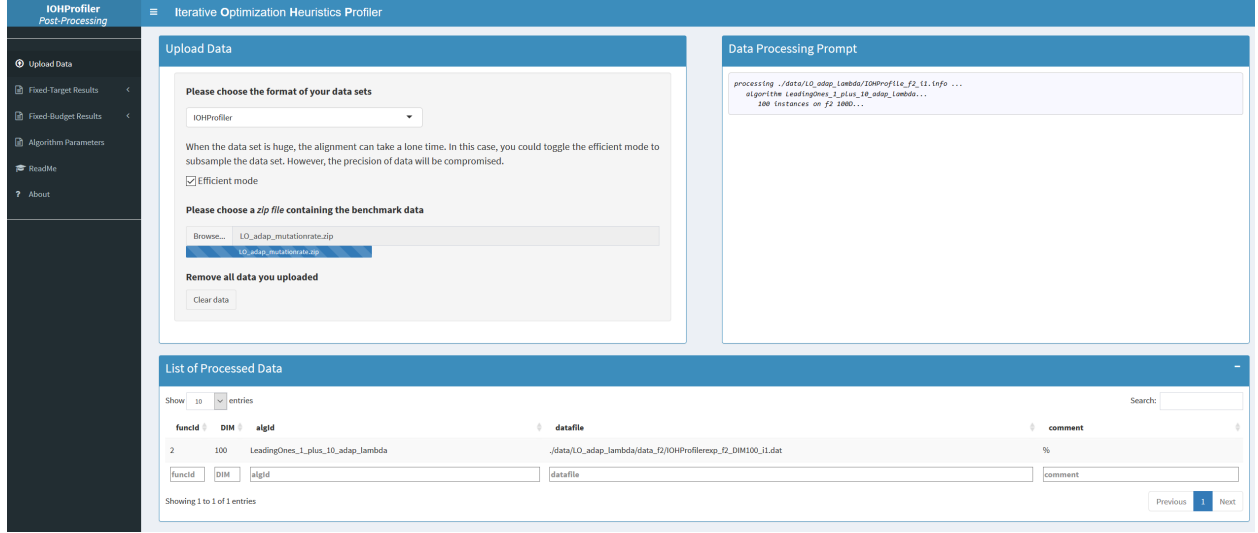 IOHProfiler
Post-Processing
Iterative Optimization Heuristics Profiler
Upload Data
Fixed-Target Results
Fixed-Budget Results
Algorithm Parameters
ReadMe
? About
Upload Data
Please choose the format of your data sets
IOHProfiler
When the data set is huge, the alignment can take a lone time. In this case, you could toggle the efficient mode to
subsample the data set. However, the precision of data will be compromised.
Efficient mode
Please choose a zip file containing the benchmark data
Browse... LO_adap_mutationrate.zip
LO_adap_mutationrate.zip
Remove all data you uploaded
Clear data
Data Processing Prompt
processing ./data/LO_adap_lambda/IOHProfile_f2_i1.info ...
algorithm LeadingOnes_1_plus_10_adap_lambda...
100 instances on f2 100D...
List of Processed Data
Show 10 entries
Search:
funcId DIM algId datafile comment
2 100 LeadingOnes_1_plus_10_adap_lambda ./data/LO_adap_lambda/data_f2/IOHProfilerexp_f2_DIM100_i1.dat %
funcId DIM algId datafile comment
Showing 1 to 1 of 1 entries
Previous 1 Next